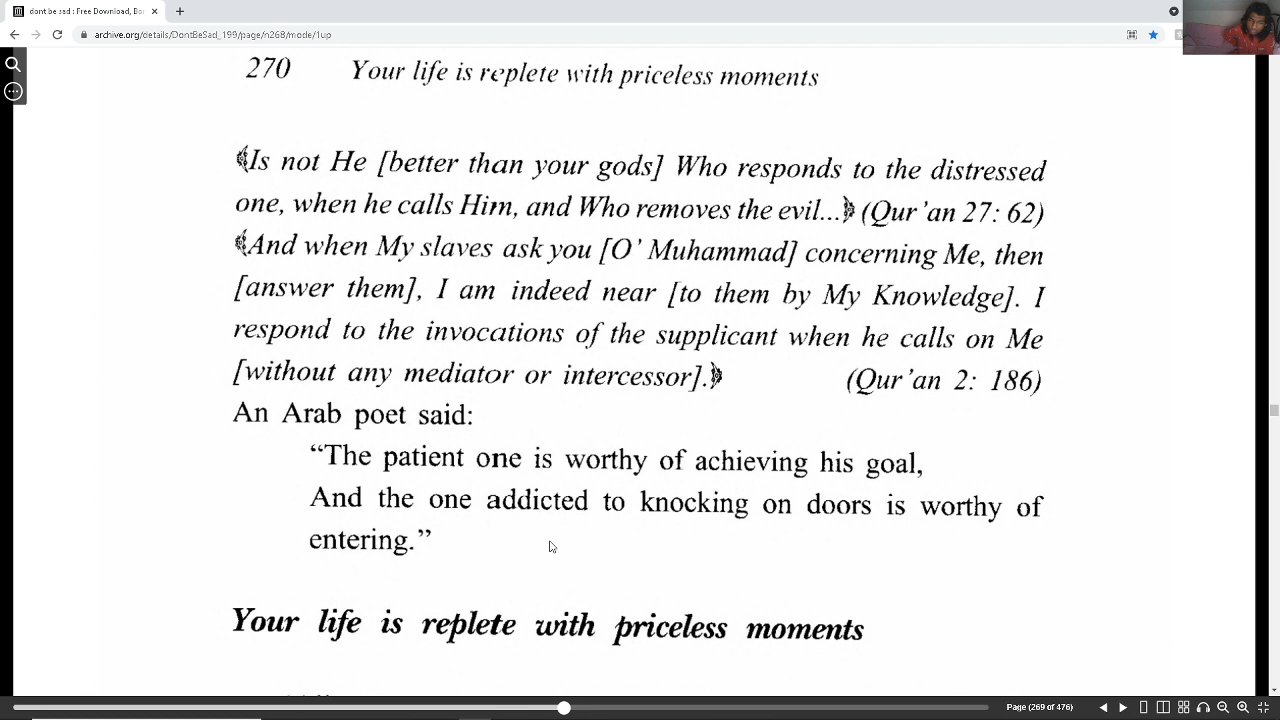 dont be sad : Free Download, Bor
archive.org/details/DontBeSad_199/page/n268/mode/1up
270 Your life is replete with priceless moments
﴾Is not He [better than your gods] Who responds to the distressed
one, when he calls Him, and Who removes the evil...﴿ (Qur’an 27: 62)
﴾And when My slaves ask you [O’ Muhammad] concerning Me, then
[answer them], I am indeed near [to them by My Knowledge]. I
respond to the invocations of the supplicant when he calls on Me
[without any mediator or intercessor].﴿ (Qur’an 2: 186)
An Arab poet said:
“The patient one is worthy of achieving his goal,
And the one addicted to knocking on doors is worthy of
entering.”
Your life is replete with priceless moments
Page (269 of 476)